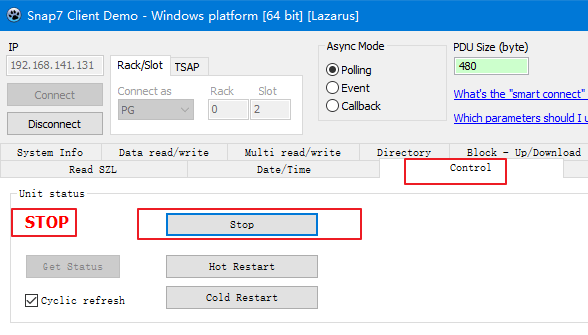 Snap7 Client Demo - Windows platform [64 bit] [Lazarus]
IP
192.168.141.131
Connect
Disconnect
Rack/Slot TSAP
Connect as Rack Slot
PG 0 2
Async Mode
Polling
Event
Callback
PDU Size (byte)
480
What's the "smart connect"
Which parameters should I u
System Info Data read/write Multi read/write Directory Block - Up/Download
Read SZL Date/Time Control
Unit status
STOP Stop
Get Status Hot Restart
Cyclic refresh Cold Restart